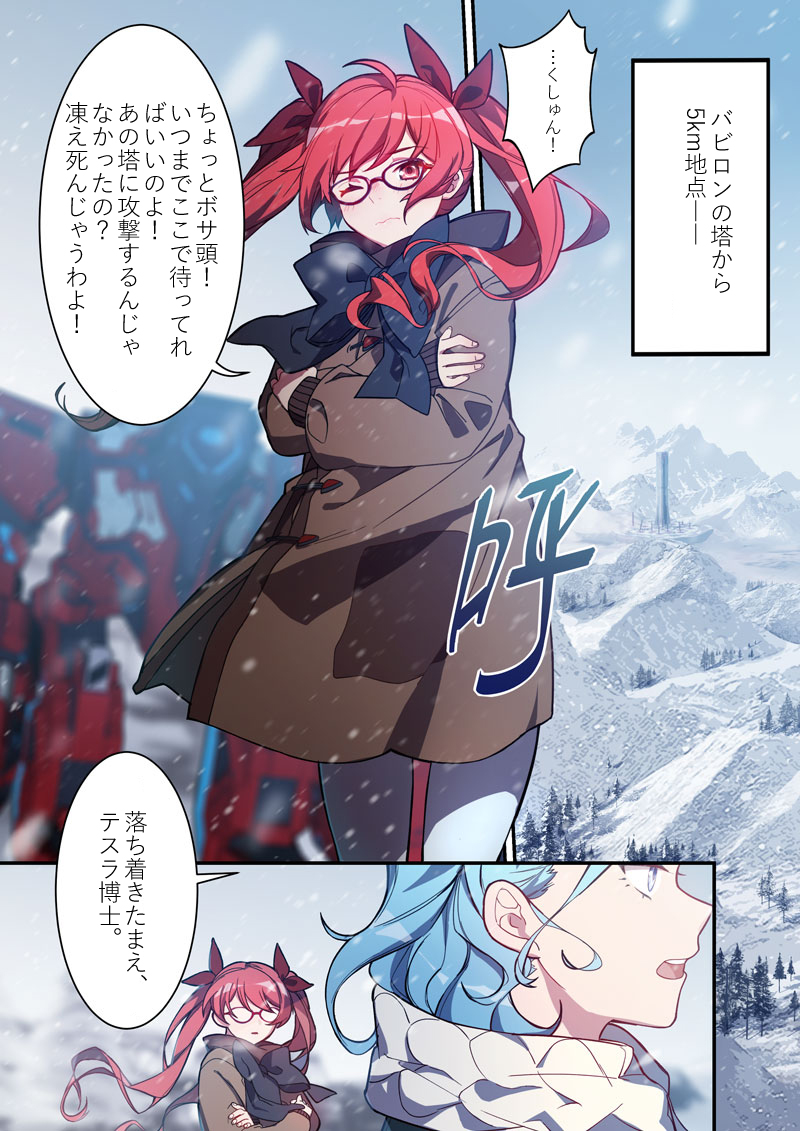 バビロンの塔から
5km地点——
…くしゅん！
ちょっとボサ頭！
いつまでここで待ってれ
ばいいのよ！
あの塔に攻撃するんじゃ
なかったの？
凍え死んじゃうわよ！
呼
落ち着きたまえ、
テスラ博士。